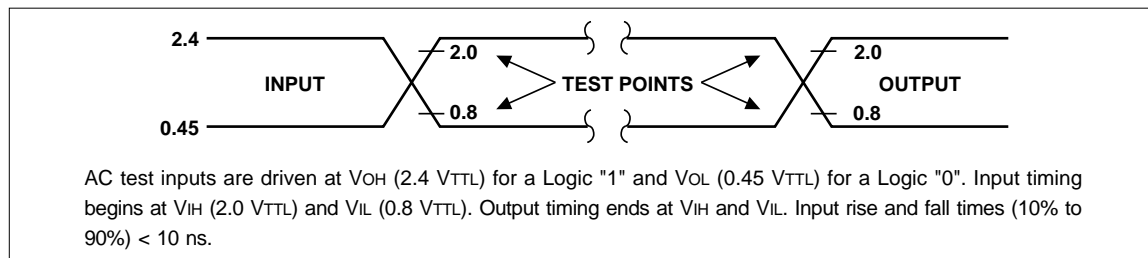 2.4 2.0 2.0
INPUT TEST POINTS OUTPUT
0.45 0.8 0.8
AC test inputs are driven at VOH (2.4 VTTL) for a Logic "1" and VOL (0.45 VTTL) for a Logic "0". Input timing
begins at VIH (2.0 VTTL) and VIL (0.8 VTTL). Output timing ends at VIH and VIL. Input rise and fall times (10% to
90%) < 10 ns.